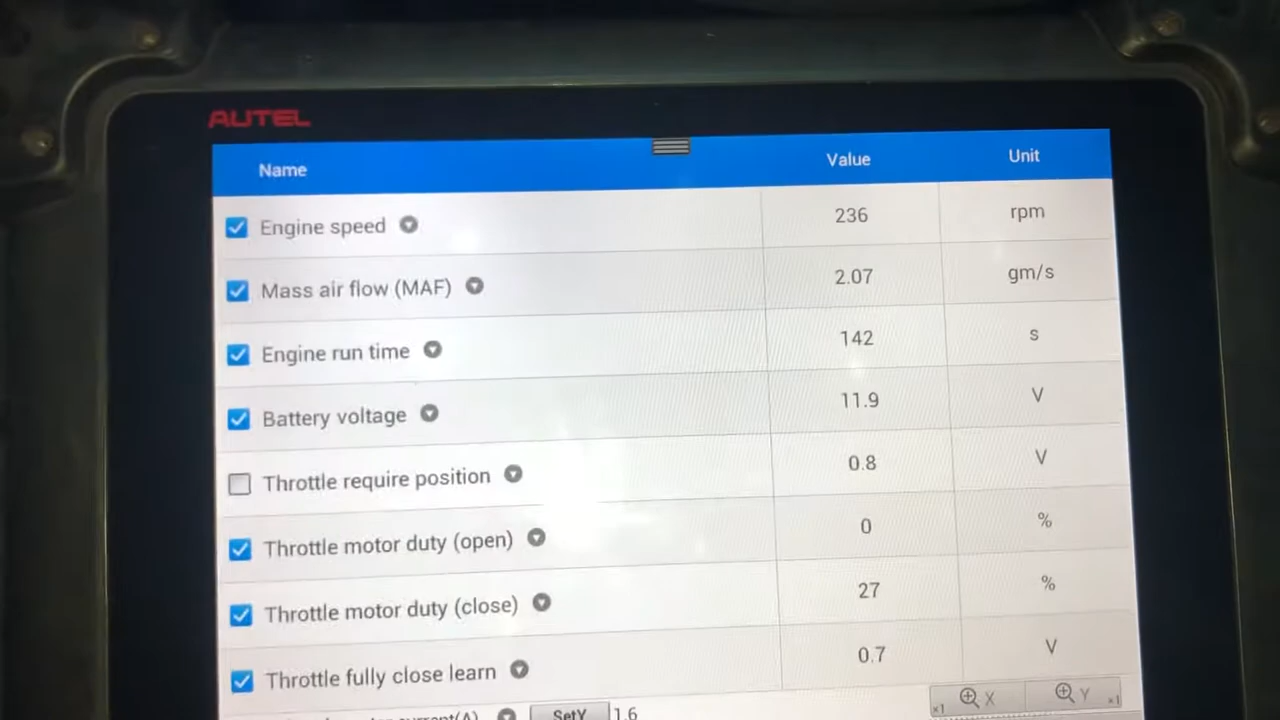 AUTEL
Name Value Unit
Engine speed 236 rpm
Mass air flow (MAF) 2.07 gm/s
Engine run time 142 s
Battery voltage 11.9 V
Throttle require position 0.8 V
Throttle motor duty (open) 0 %
Throttle motor duty (close) 27 %
Throttle fully close learn 0.7 V
SetY 1.6
x1 X Y x1